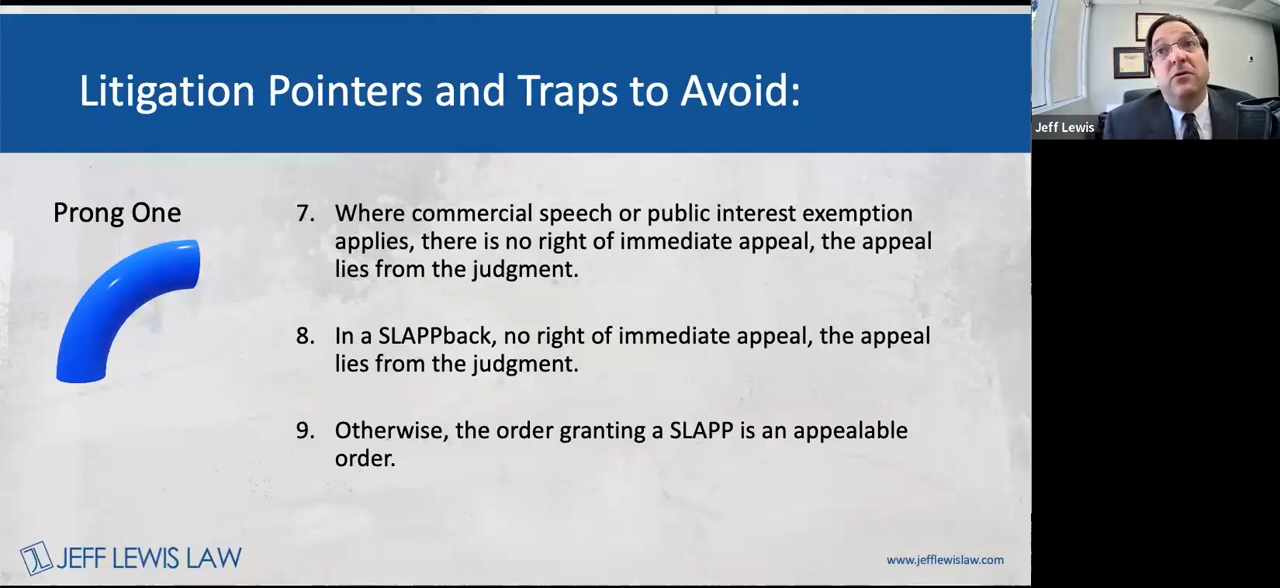 Litigation Pointers and Traps to Avoid:
Jeff Lewis
Prong One
7. Where commercial speech or public interest exemption
applies, there is no right of immediate appeal, the appeal
lies from the judgment.
8. In a SLAPPback, no right of immediate appeal, the appeal
lies from the judgment.
9. Otherwise, the order granting a SLAPP is an appealable
order.
JEFF LEWIS LAW
www.jefflewislaw.com